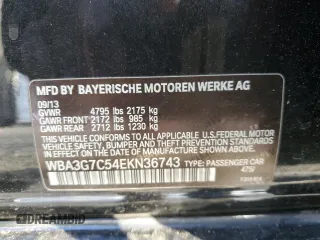 MFD BY BAYERISCHE MOTOREN WERKE AG
09/13
GVWR 4795 lbs 2175 kg
GAWR FRONT 2172 lbs 985 kg
GAWR REAR 2712 lbs 1230 kg
THIS VEHICLE CONFORMS TO ALL APPLICABLE U.S. FEDERAL
MOTOR VEHICLE SAFETY, BUMPER, AND THEFT PREVENTION
STANDARDS IN EFFECT ON THE DATE OF MANUFACTURE
SHOWN ABOVE.
WBA3G7C54EKN36743 TYPE: PASSENGER CAR